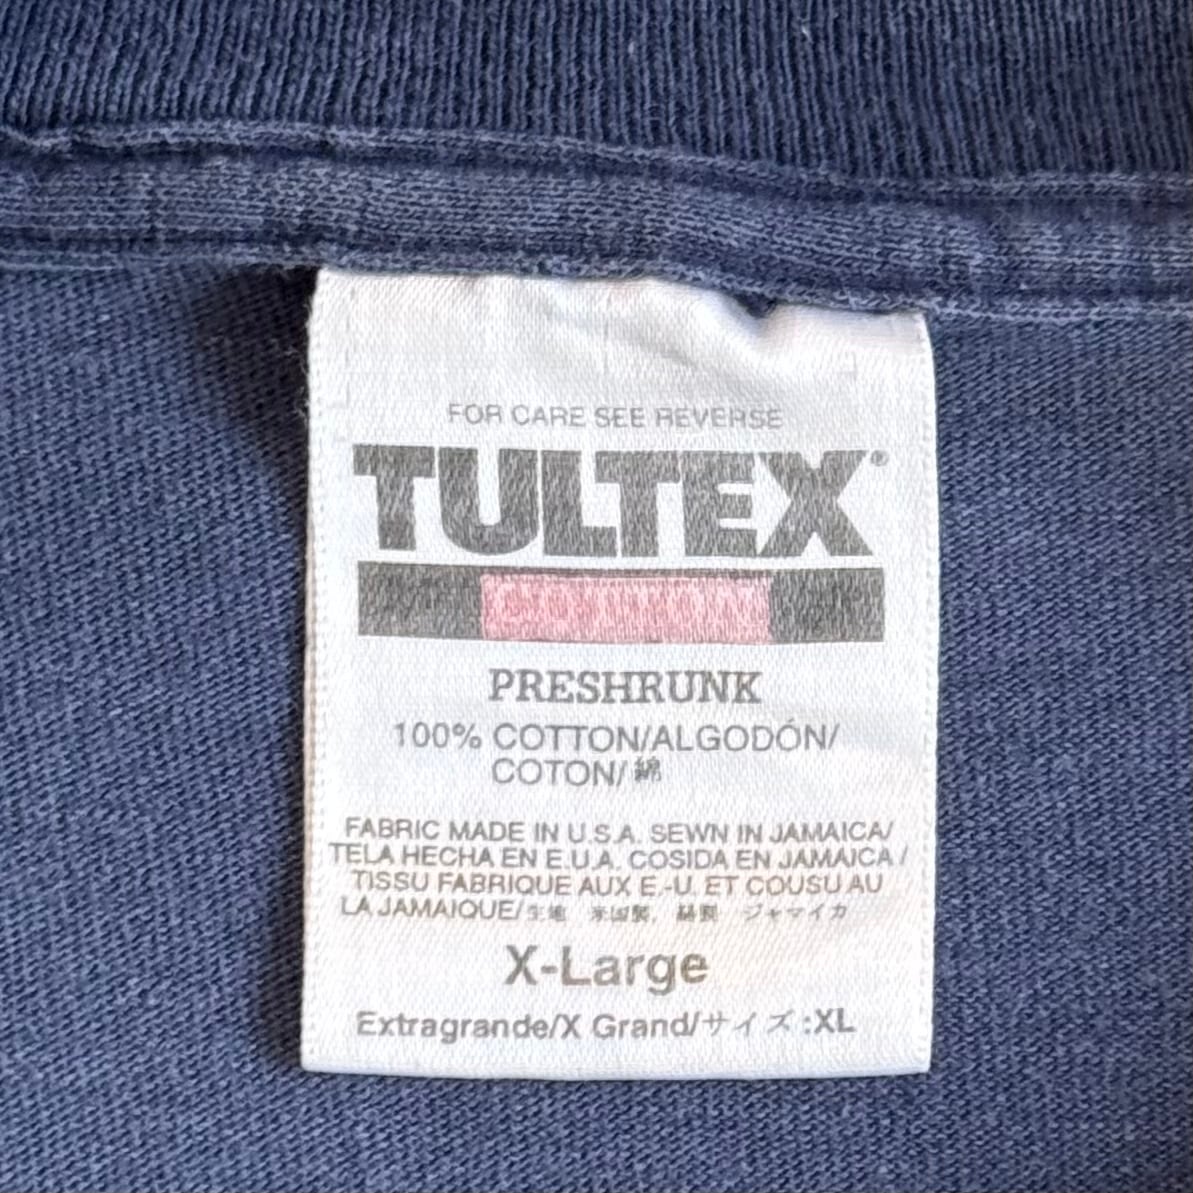 FOR CARE SEE REVERSE
TULTEX®
PRESHRUNK
100% COTTON/ALGODÓN/
COTON/綿
FABRIC MADE IN U.S.A. SEWN IN JAMAICA/
TELA HECHA EN E.U.A. COSIDA EN JAMAICA /
TISSU FABRIQUE AUX E.-U. ET COUSU AU
LA JAMAIQUE/生地 米国製, 縫製 ジャマイカ
X-Large
Extragrande/X Grand/サイズ:XL